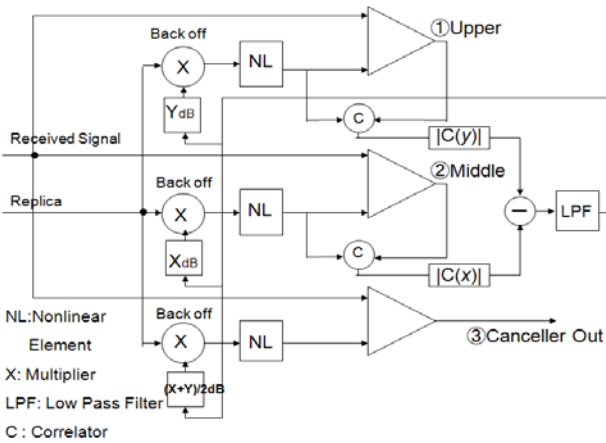 ①Upper
Back off
X
NL
YdB
C
|C(y)|
Received Signal
②Middle
Back off
Replica
X
NL
−
LPF
C
XdB
|C(x)|
NL:Nonlinear
Element
Back off
X
NL
③Canceller Out
X: Multiplier
(X+Y)/2dB
LPF: Low Pass Filter
C : Correlator